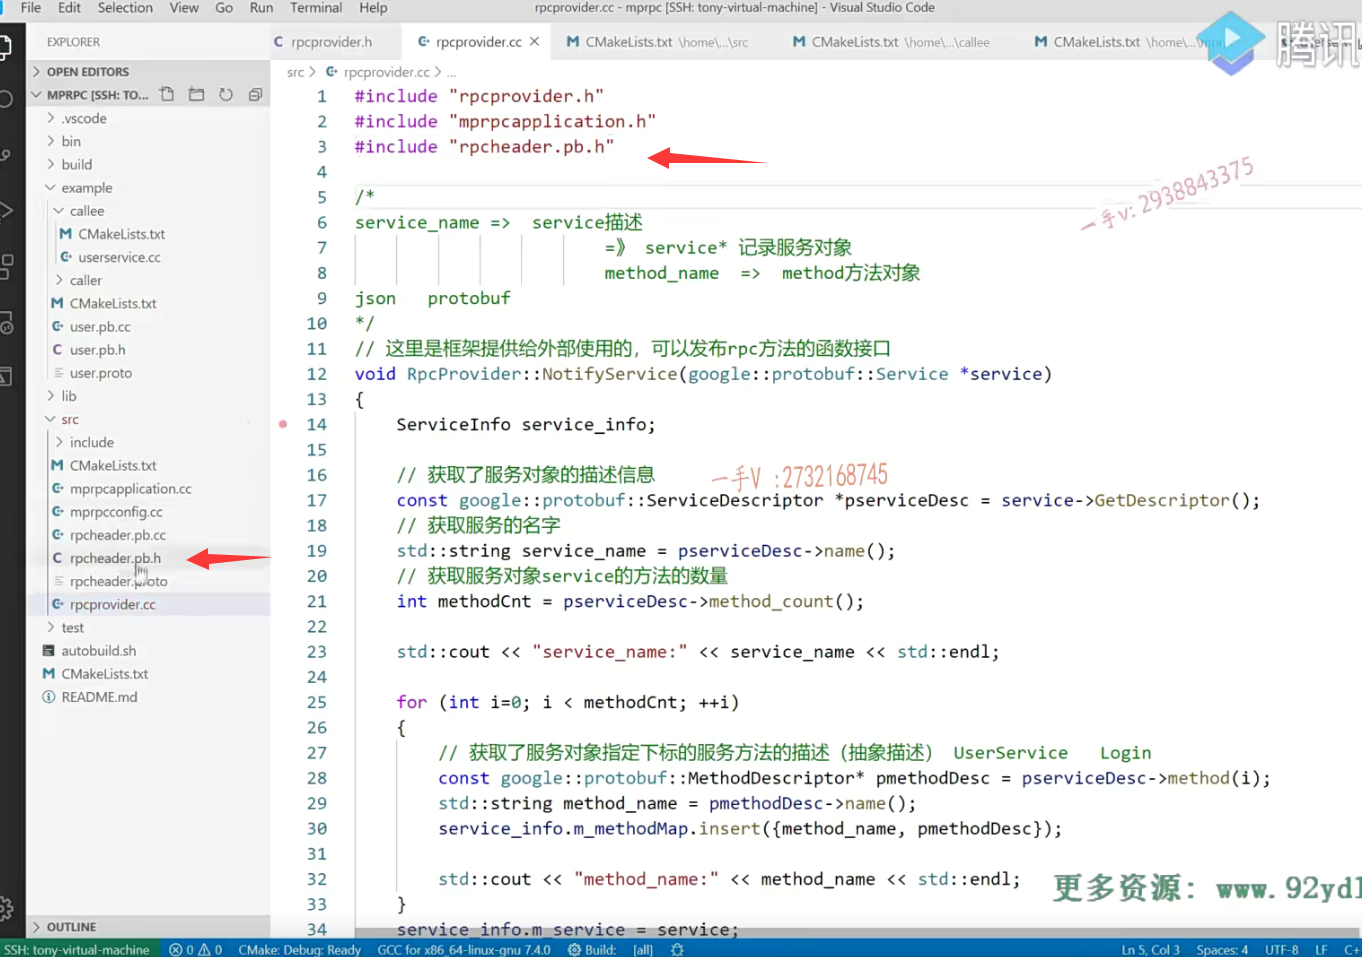 File Edit Selection View Go Run Terminal Help rpcprovider.cc - mprpc [SSH: tony-virtual-machine] - Visual Studio Code
EXPLORER
rpcprovider.h rpcprovider.cc CMakeLists.txt \home\...\src CMakeLists.txt \home\...\callee CMakeLists.txt \home\...\
腾讯
OPEN EDITORS
MPRPC [SSH: TO...
.vscode
bin
build
example
callee
CMakeLists.txt
userservice.cc
caller
CMakeLists.txt
user.pb.cc
user.pb.h
user.proto
lib
src
include
CMakeLists.txt
mprpcapplication.cc
mprpcconfig.cc
rpcheader.pb.cc
rpcheader.pb.h
rpcheader.proto
rpcprovider.cc
test
autobuild.sh
CMakeLists.txt
README.md
OUTLINE
src > rpcprovider.cc > ...
1 #include "rpcprovider.h"
2 #include "mprpcapplication.h"
3 #include "rpcheader.pb.h"
4
5 /*
6 service_name => service描述
7 =》 service* 记录服务对象
8 method_name => method方法对象
9 json protobuf
10 */
11 // 这里是框架提供给外部使用的，可以发布rpc方法的函数接口
12 void RpcProvider::NotifyService(google::protobuf::Service *service)
13 {
14 ServiceInfo service_info;
15
16 // 获取了服务对象的描述信息
17 const google::protobuf::ServiceDescriptor *pserviceDesc = service->GetDescriptor();
18 // 获取服务的名字
19 std::string service_name = pserviceDesc->name();
20 // 获取服务对象service的方法的数量
21 int methodCnt = pserviceDesc->method_count();
22
23 std::cout << "service_name:" << service_name << std::endl;
24
25 for (int i=0; i < methodCnt; ++i)
26 {
27 // 获取了服务对象指定下标的服务方法的描述（抽象描述） UserService Login
28 const google::protobuf::MethodDescriptor* pmethodDesc = pserviceDesc->method(i);
29 std::string method_name = pmethodDesc->name();
30 service_info.m_methodMap.insert({method_name, pmethodDesc});
31
32 std::cout << "method_name:" << method_name << std::endl;
33 }
34 service_info.m_service = service;
一手v: 2938843375
一手V :2732168745
更多资源: www.92yd
SSH: tony-virtual-machine 0 0 CMake: Debug: Ready GCC for x86_64-linux-gnu 7.4.0 Build: [all] Ln 5, Col 3 Spaces: 4 UTF-8 LF C+